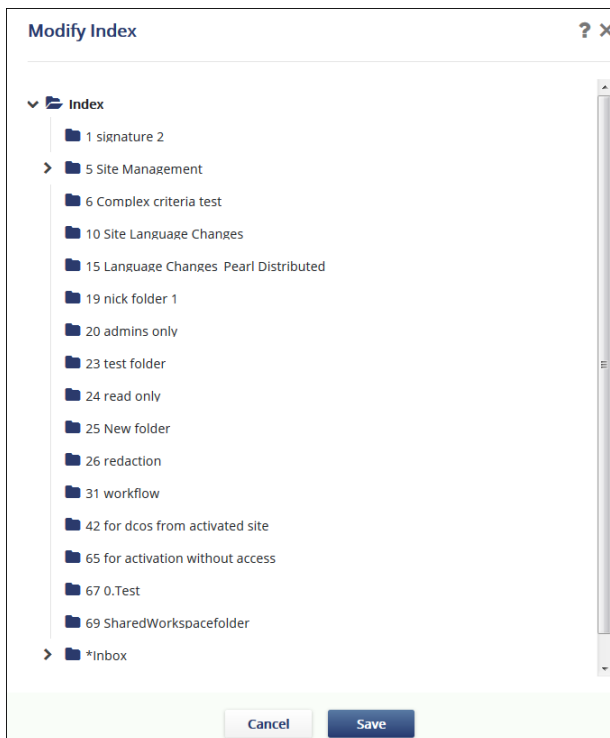 Modify Index
?
Index
1 signature 2
5 Site Management
6 Complex criteria test
10 Site Language Changes
15 Language Changes Pearl Distributed
19 nick folder 1
20 admins only
23 test folder
24 read only
25 New folder
26 redaction
31 workflow
42 for dcos from activated site
65 for activation without access
67 0.Test
69 SharedWorkspacefolder
*Inbox
Cancel Save